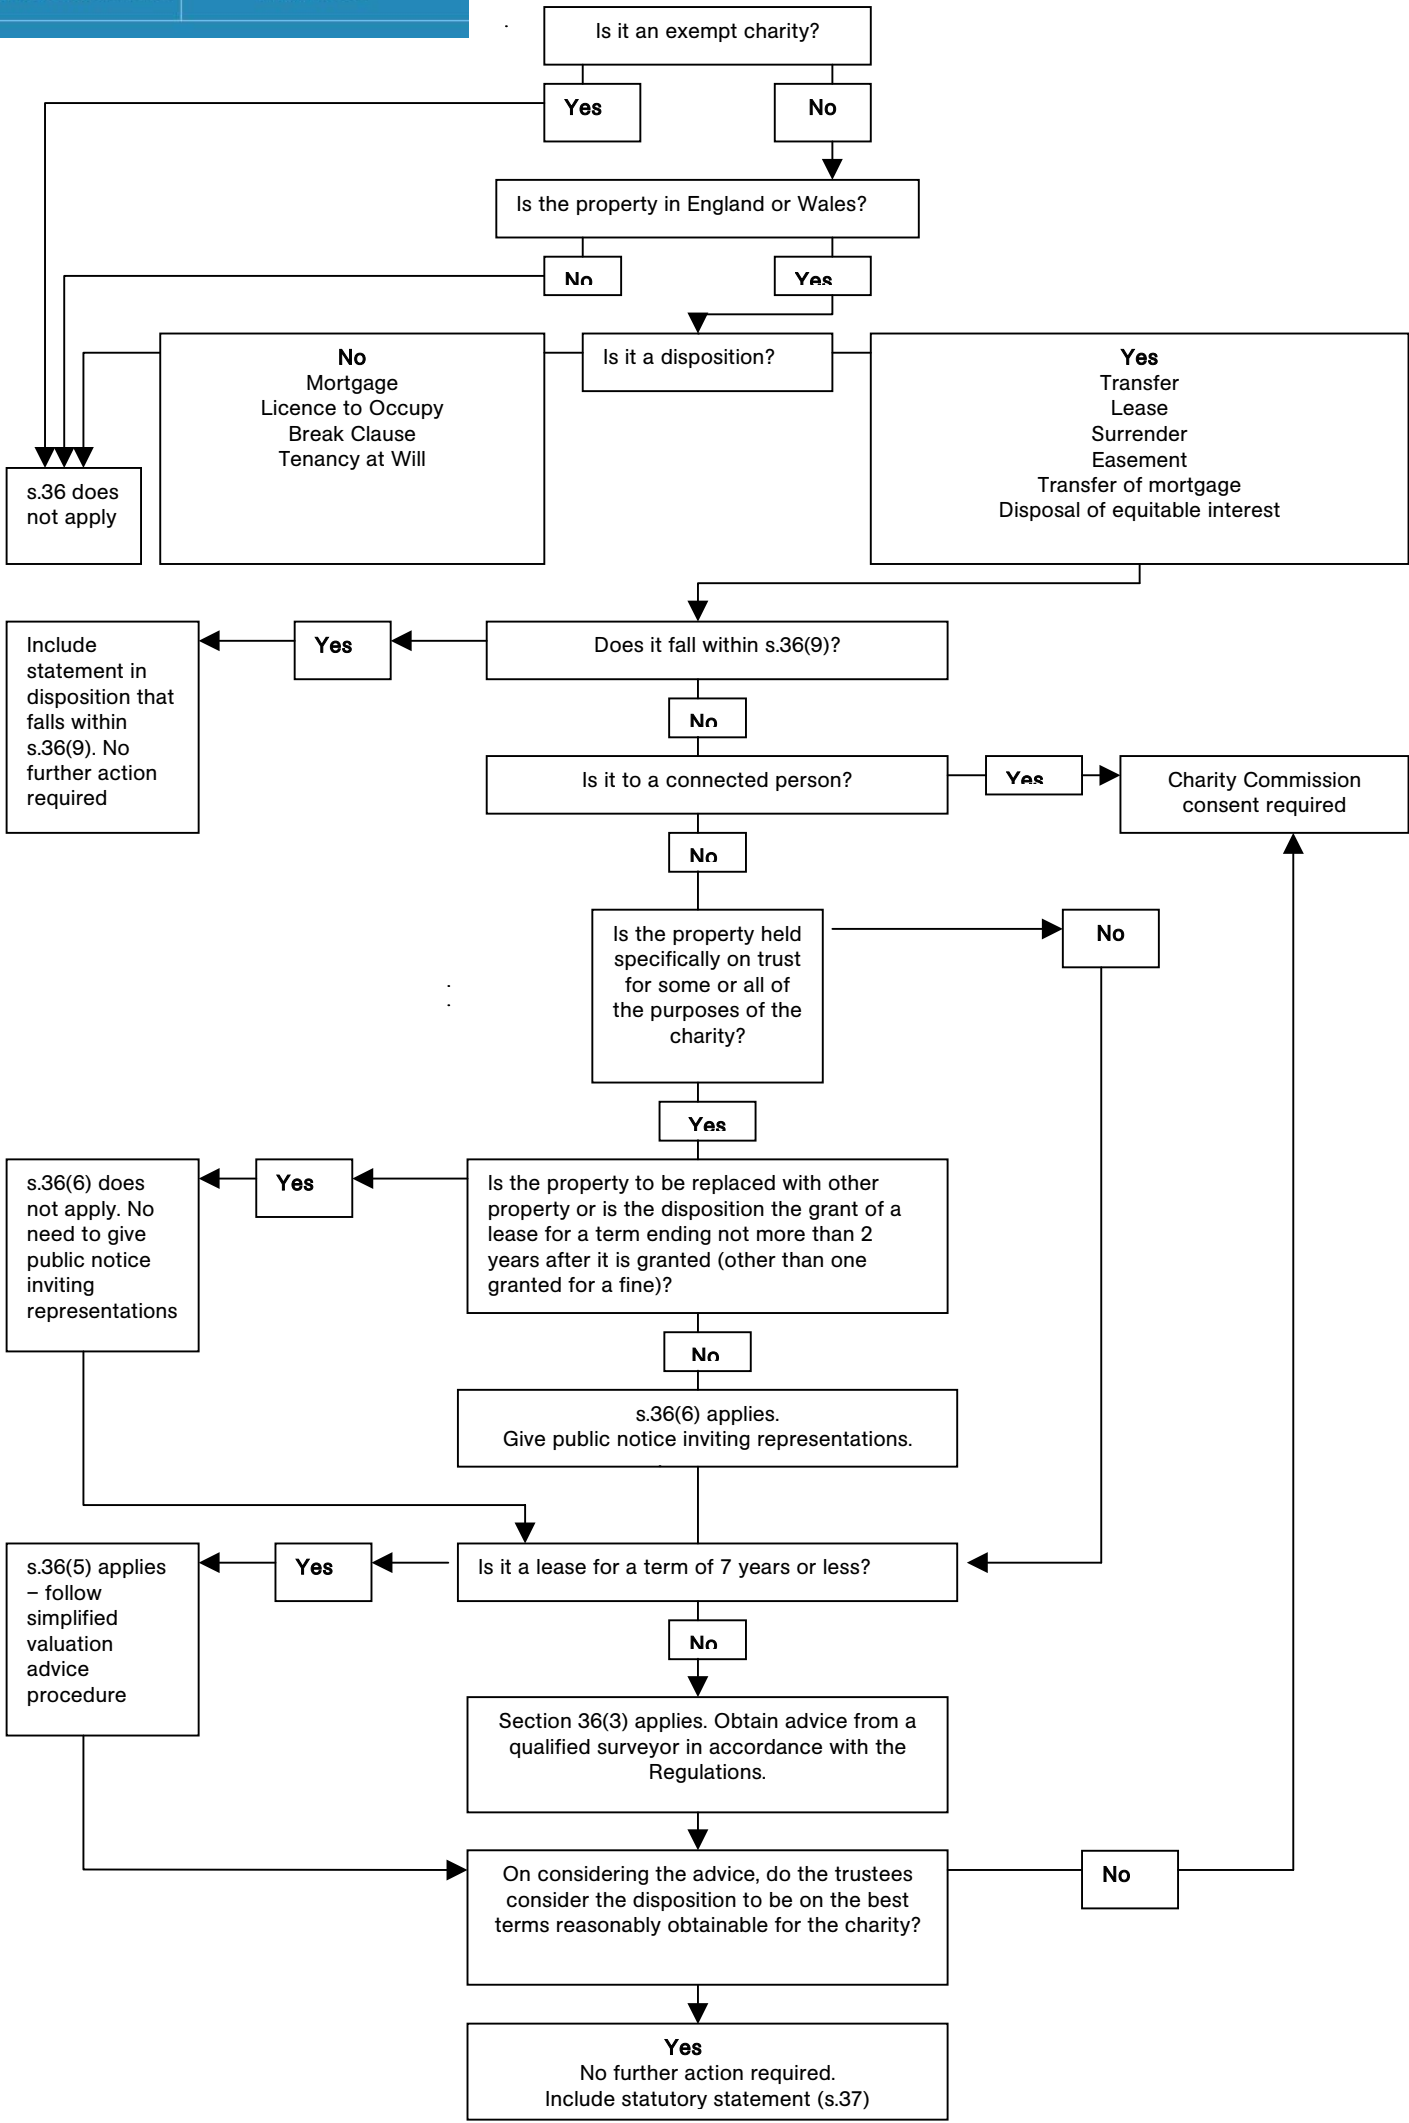 Is it an exempt charity?
Yes
No
Is the property in England or Wales?
No
Yes
No
Mortgage
Licence to Occupy
Break Clause
Tenancy at Will
Is it a disposition?
Yes
Transfer
Lease
Surrender
Easement
Transfer of mortgage
Disposal of equitable interest
s.36 does
not apply
Include
statement in
disposition that
falls within
s.36(9). No
further action
required
Yes
Does it fall within s.36(9)?
No
Is it to a connected person?
Yes
Charity Commission
consent required
No
Is the property held
specifically on trust
for some or all of
the purposes of the
charity?
No
Yes
s.36(6) does
not apply. No
need to give
public notice
inviting
representations
Yes
Is the property to be replaced with other
property or is the disposition the grant of a
lease for a term ending not more than 2
years after it is granted (other than one
granted for a fine)?
No
s.36(6) applies.
Give public notice inviting representations.
s.36(5) applies
– follow
simplified
valuation
advice
procedure
Yes
Is it a lease for a term of 7 years or less?
No
Section 36(3) applies. Obtain advice from a
qualified surveyor in accordance with the
Regulations.
On considering the advice, do the trustees
consider the disposition to be on the best
terms reasonably obtainable for the charity?
No
Yes
No further action required.
Include statutory statement (s.37)